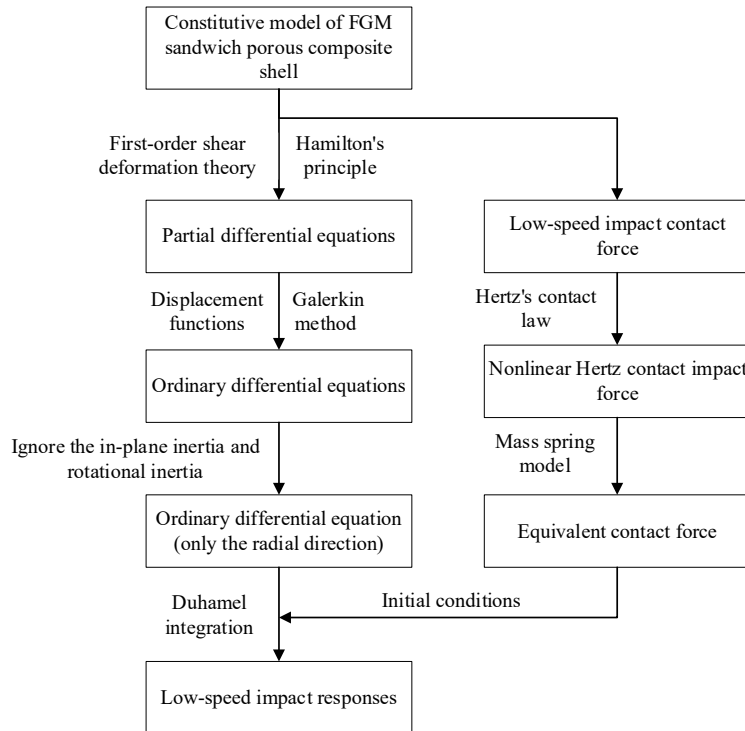 Constitutive model of FGM
sandwich porous composite
shell
First-order shear
deformation theory
Hamilton's
principle
Partial differential equations
Low-speed impact contact
force
Displacement
functions
Galerkin
method
Hertz's contact
law
Ordinary differential equations
Nonlinear Hertz contact impact
force
Ignore the in-plane inertia and
rotational inertia
Mass spring
model
Ordinary differential equation
(only the radial direction)
Equivalent contact force
Duhamel
integration
Initial conditions
Low-speed impact responses